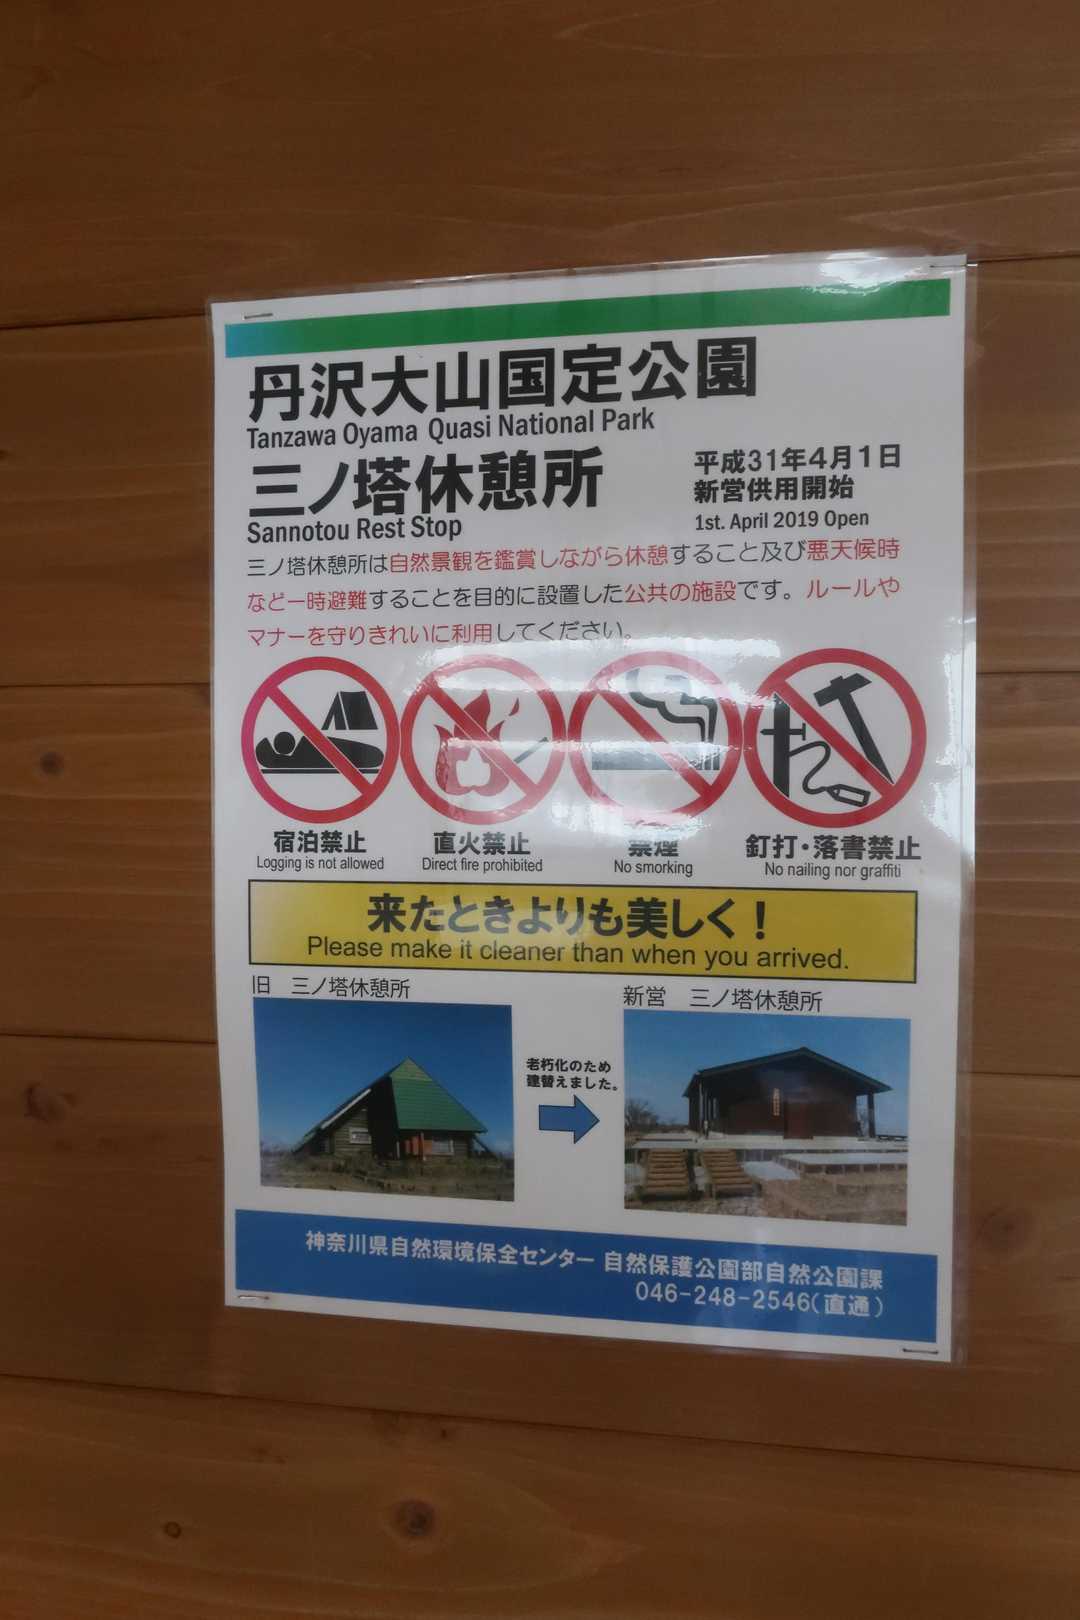 丹沢大山国定公園
Tanzawa Oyama Quasi National Park
三ノ塔休憩所
Sannotou Rest Stop
平成31年4月1日
新営供用開始
1st. April 2019 Open
三ノ塔休憩所は自然景観を鑑賞しながら休憩すること及び悪天候時
など一時避難することを目的に設置した公共の施設です。ルールや
マナーを守りきれいに利用してください。
宿泊禁止
Logging is not allowed
直火禁止
Direct fire prohibited
禁煙
No smorking
釘打・落書禁止
No nailing nor graffiti
来たときよりも美しく!
Please make it cleaner than when you arrived.
旧 三ノ塔休憩所
新営 三ノ塔休憩所
老朽化のため
建替えました。
神奈川県自然環境保全センター 自然保護公園部自然公園課
046-248-2546(直通)